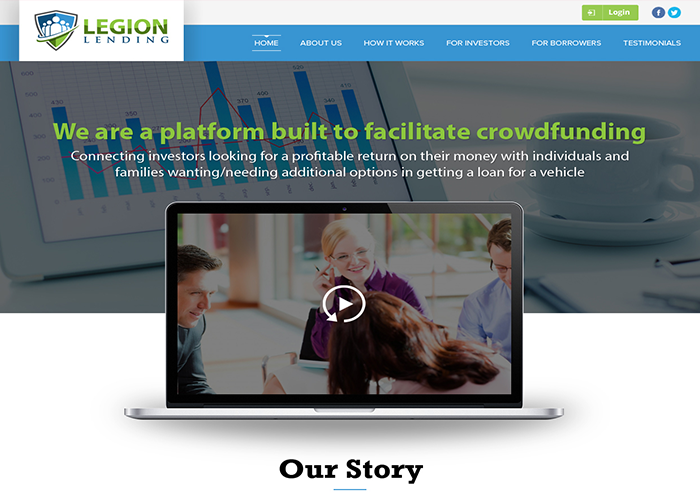 Login
LEGION
LENDING
HOME ABOUT US HOW IT WORKS FOR INVESTORS FOR BORROWERS TESTIMONIALS
We are a platform built to facilitate crowdfunding
Connecting investors looking for a profitable return on their money with individuals and
families wanting/needing additional options in getting a loan for a vehicle
Our Story